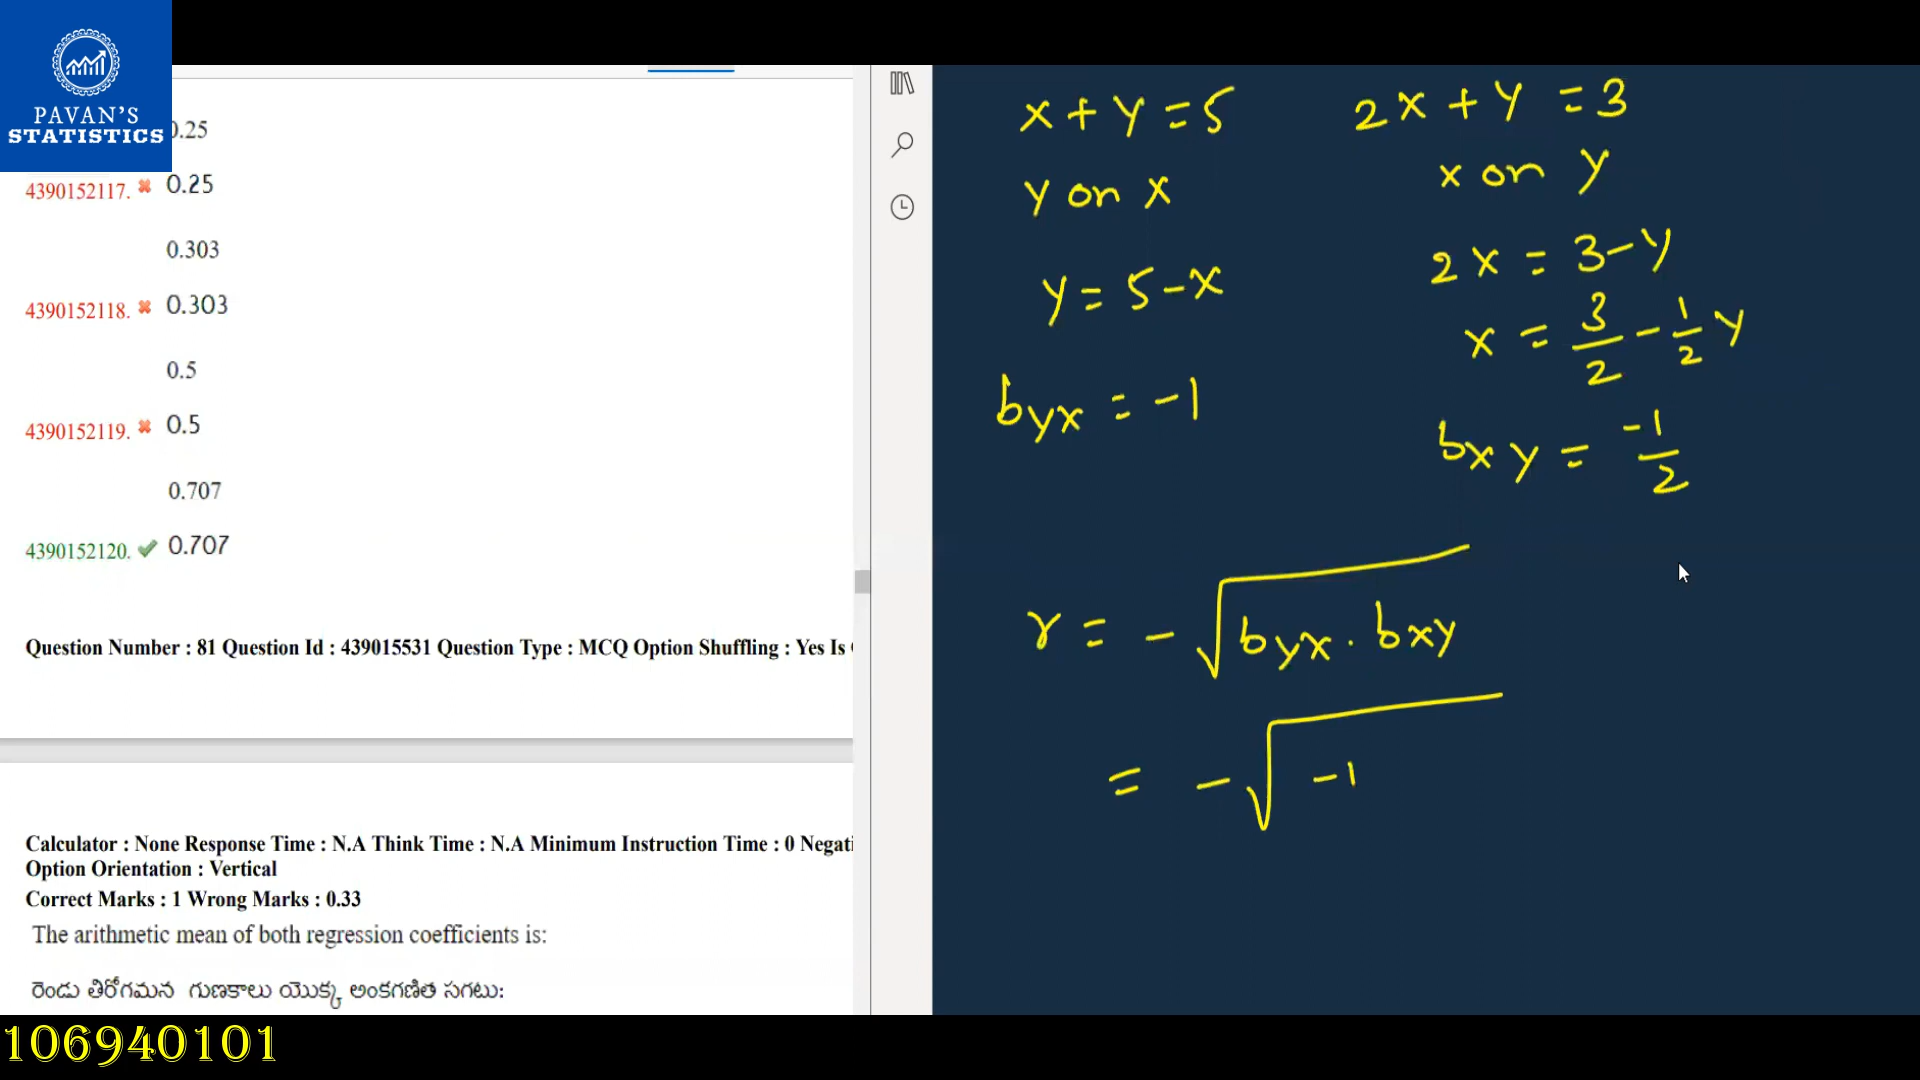 PAVAN'S
STATISTICS
0.25
4390152117. 0.25
0.303
4390152118. 0.303
0.5
4390152119. 0.5
0.707
4390152120. 0.707
Question Number : 81 Question Id : 439015531 Question Type : MCQ Option Shuffling : Yes Is
Calculator : None Response Time : N.A Think Time : N.A Minimum Instruction Time : 0 Negati
Option Orientation : Vertical
Correct Marks : 1 Wrong Marks : 0.33
The arithmetic mean of both regression coefficients is:
రెండు తిరోగమన గుణకాలు యొక్క అంకగణిత సగటు:
106940101
x + y = 5
y on x
y = 5 - x
byx = -1
2x + y = 3
x on y
2x = 3 - y
x = 3/2 - 1/2 y
bxy = -1/2
r = - √byx . bxy
= - √-1